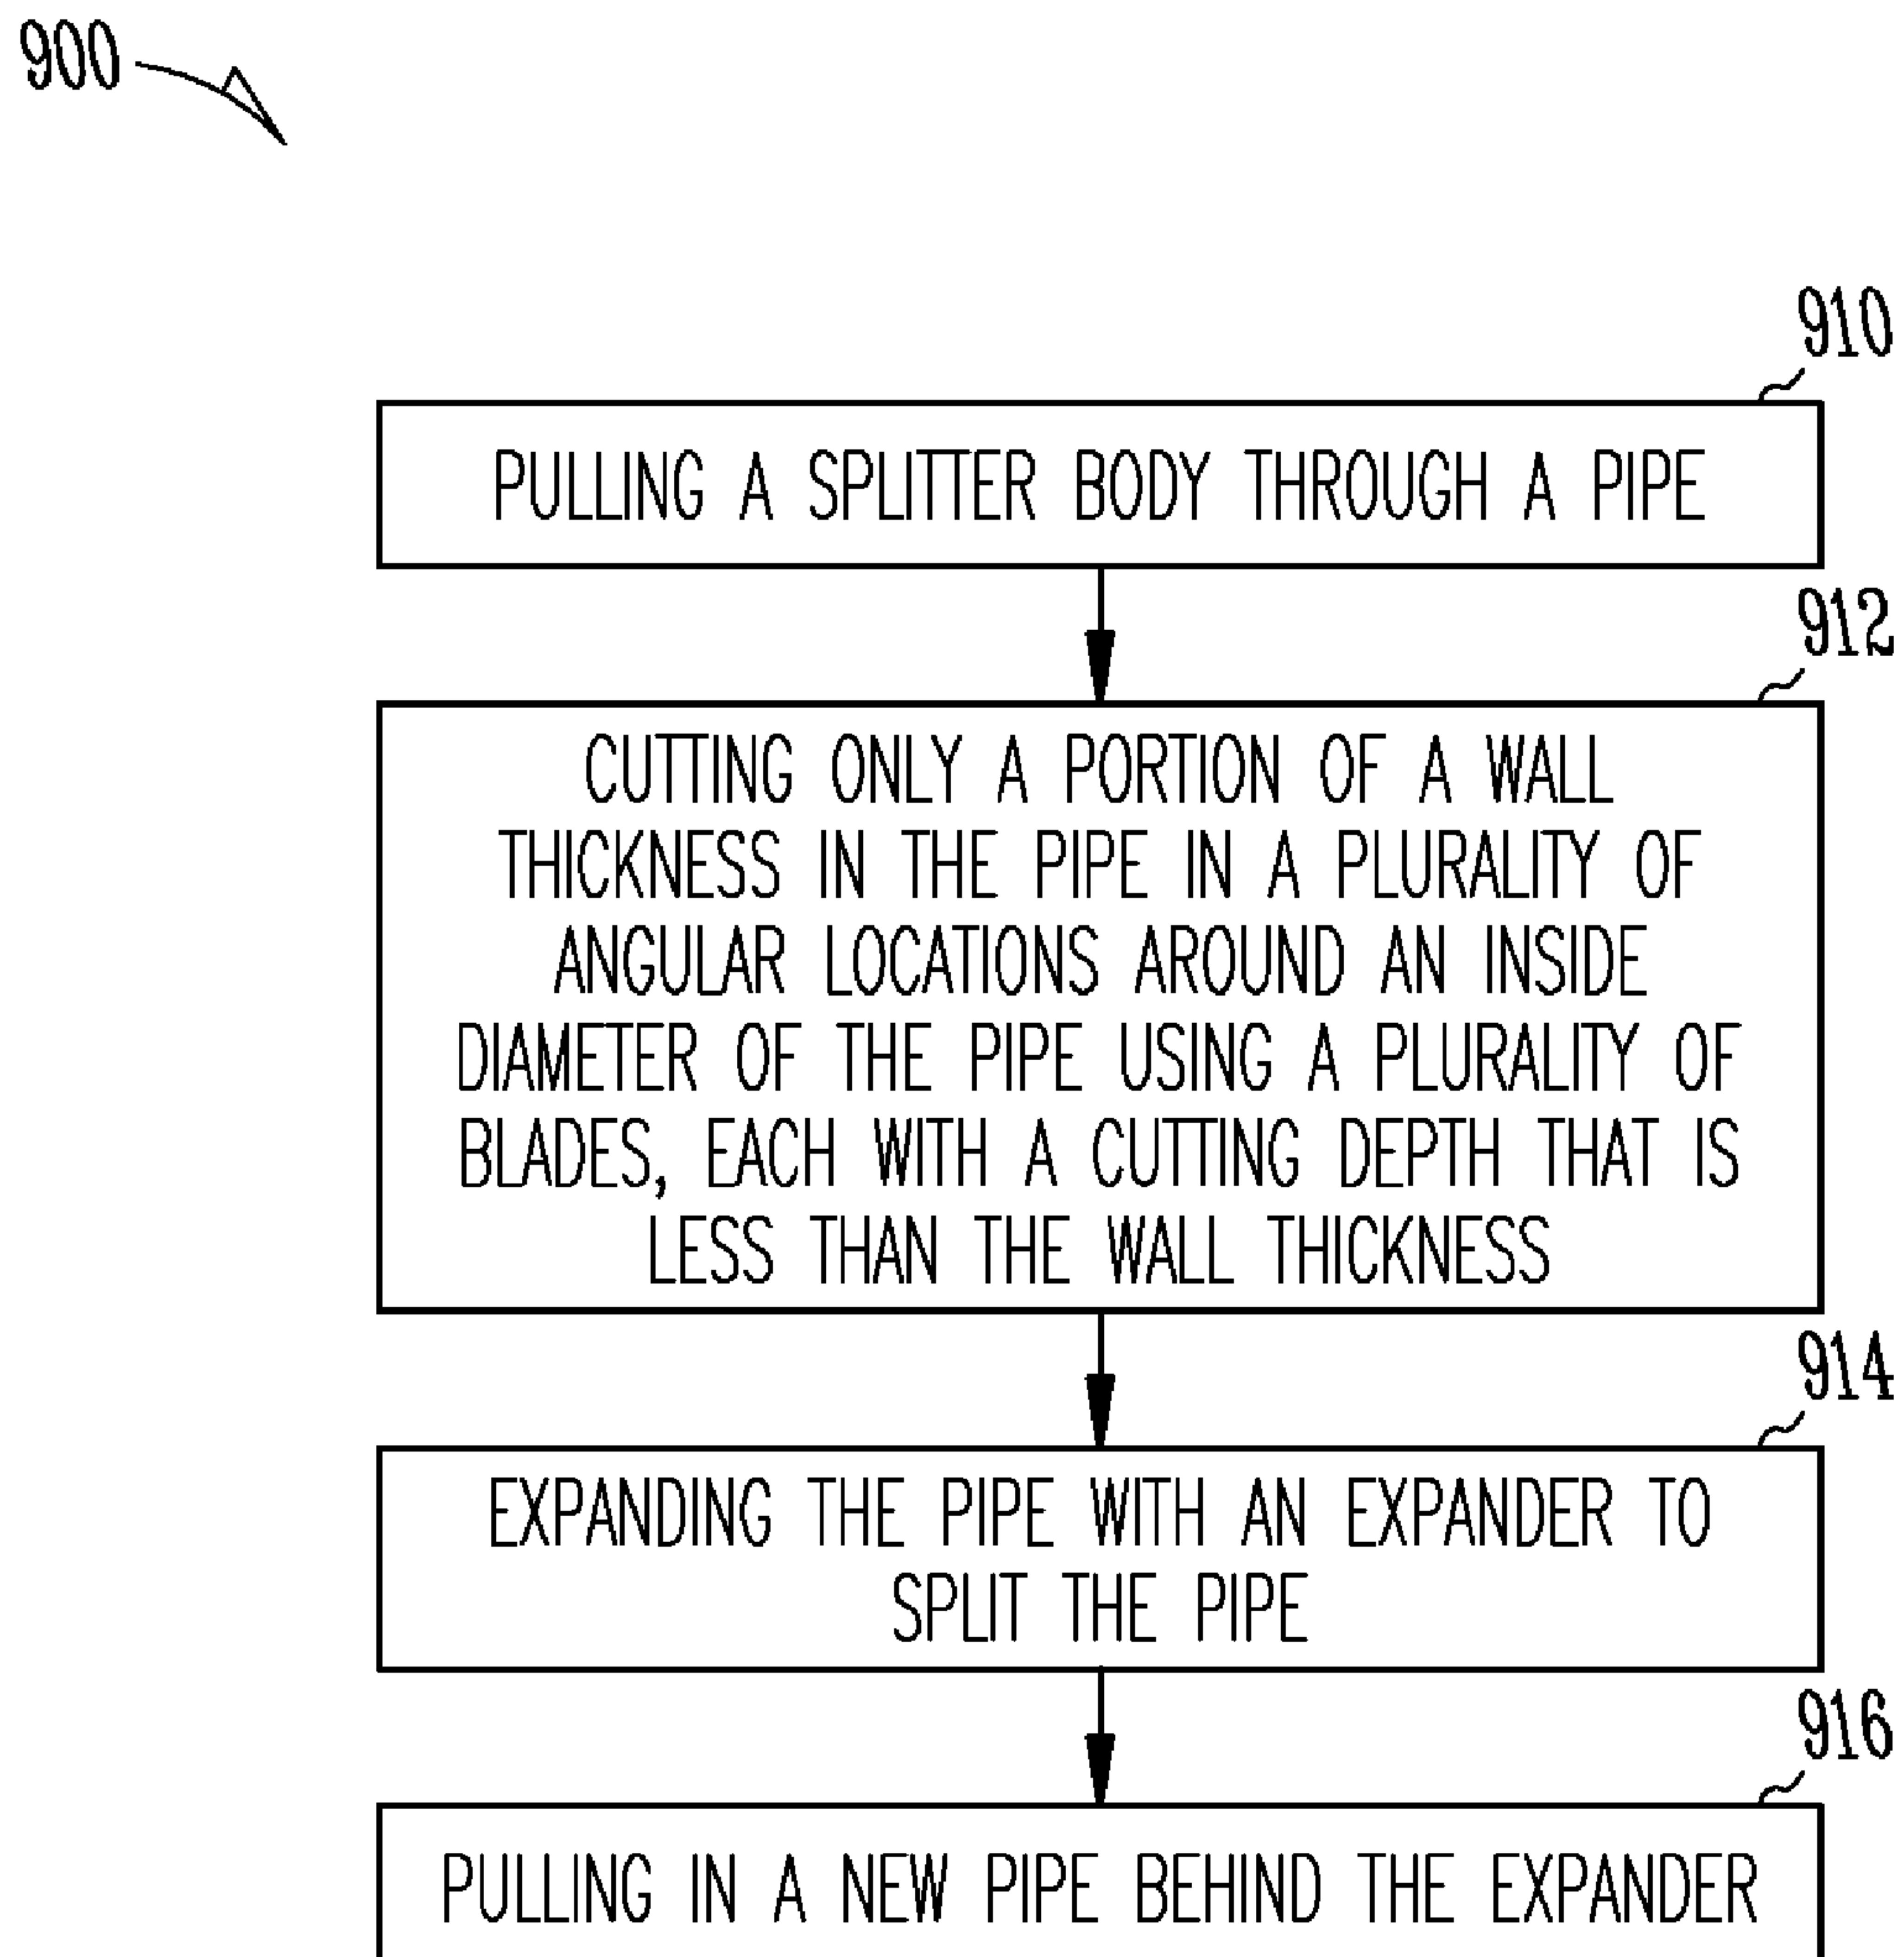 900
910
PULLING A SPLITTER BODY THROUGH A PIPE
912
CUTTING ONLY A PORTION OF A WALL
THICKNESS IN THE PIPE IN A PLURALITY OF
ANGULAR LOCATIONS AROUND AN INSIDE
DIAMETER OF THE PIPE USING A PLURALITY OF
BLADES, EACH WITH A CUTTING DEPTH THAT IS
LESS THAN THE WALL THICKNESS
914
EXPANDING THE PIPE WITH AN EXPANDER TO
SPLIT THE PIPE
916
PULLING IN A NEW PIPE BEHIND THE EXPANDER